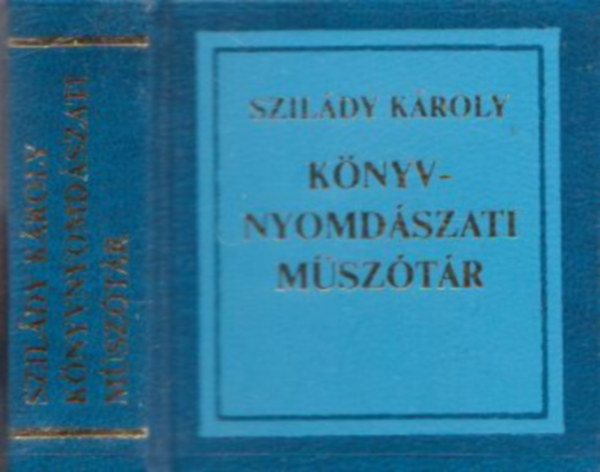 SZILÁDY KÁROLY
KÖNYVNYOMDÁSZATI
MŰSZÓTÁR
SZILÁDY KÁROLY
KÖNYV-
NYOMDÁSZATI
MŰSZÓTÁR